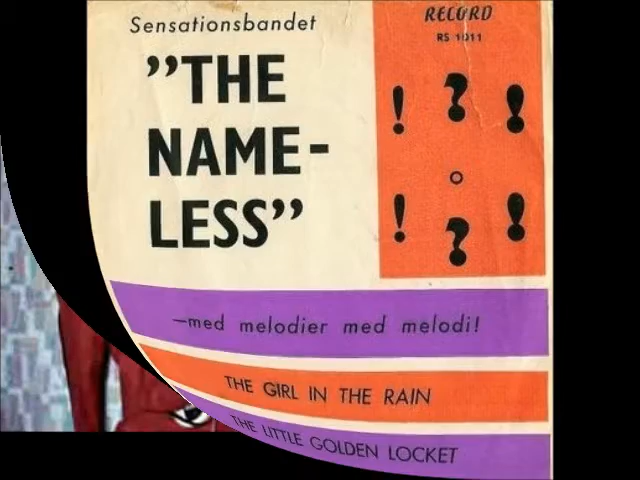 Sensationsbandet
”THE
NAME-
LESS”
RECORD
RS 1011
! ? !
! ? !
—med melodier med melodi!
THE GIRL IN THE RAIN
THE LITTLE GOLDEN LOCKET